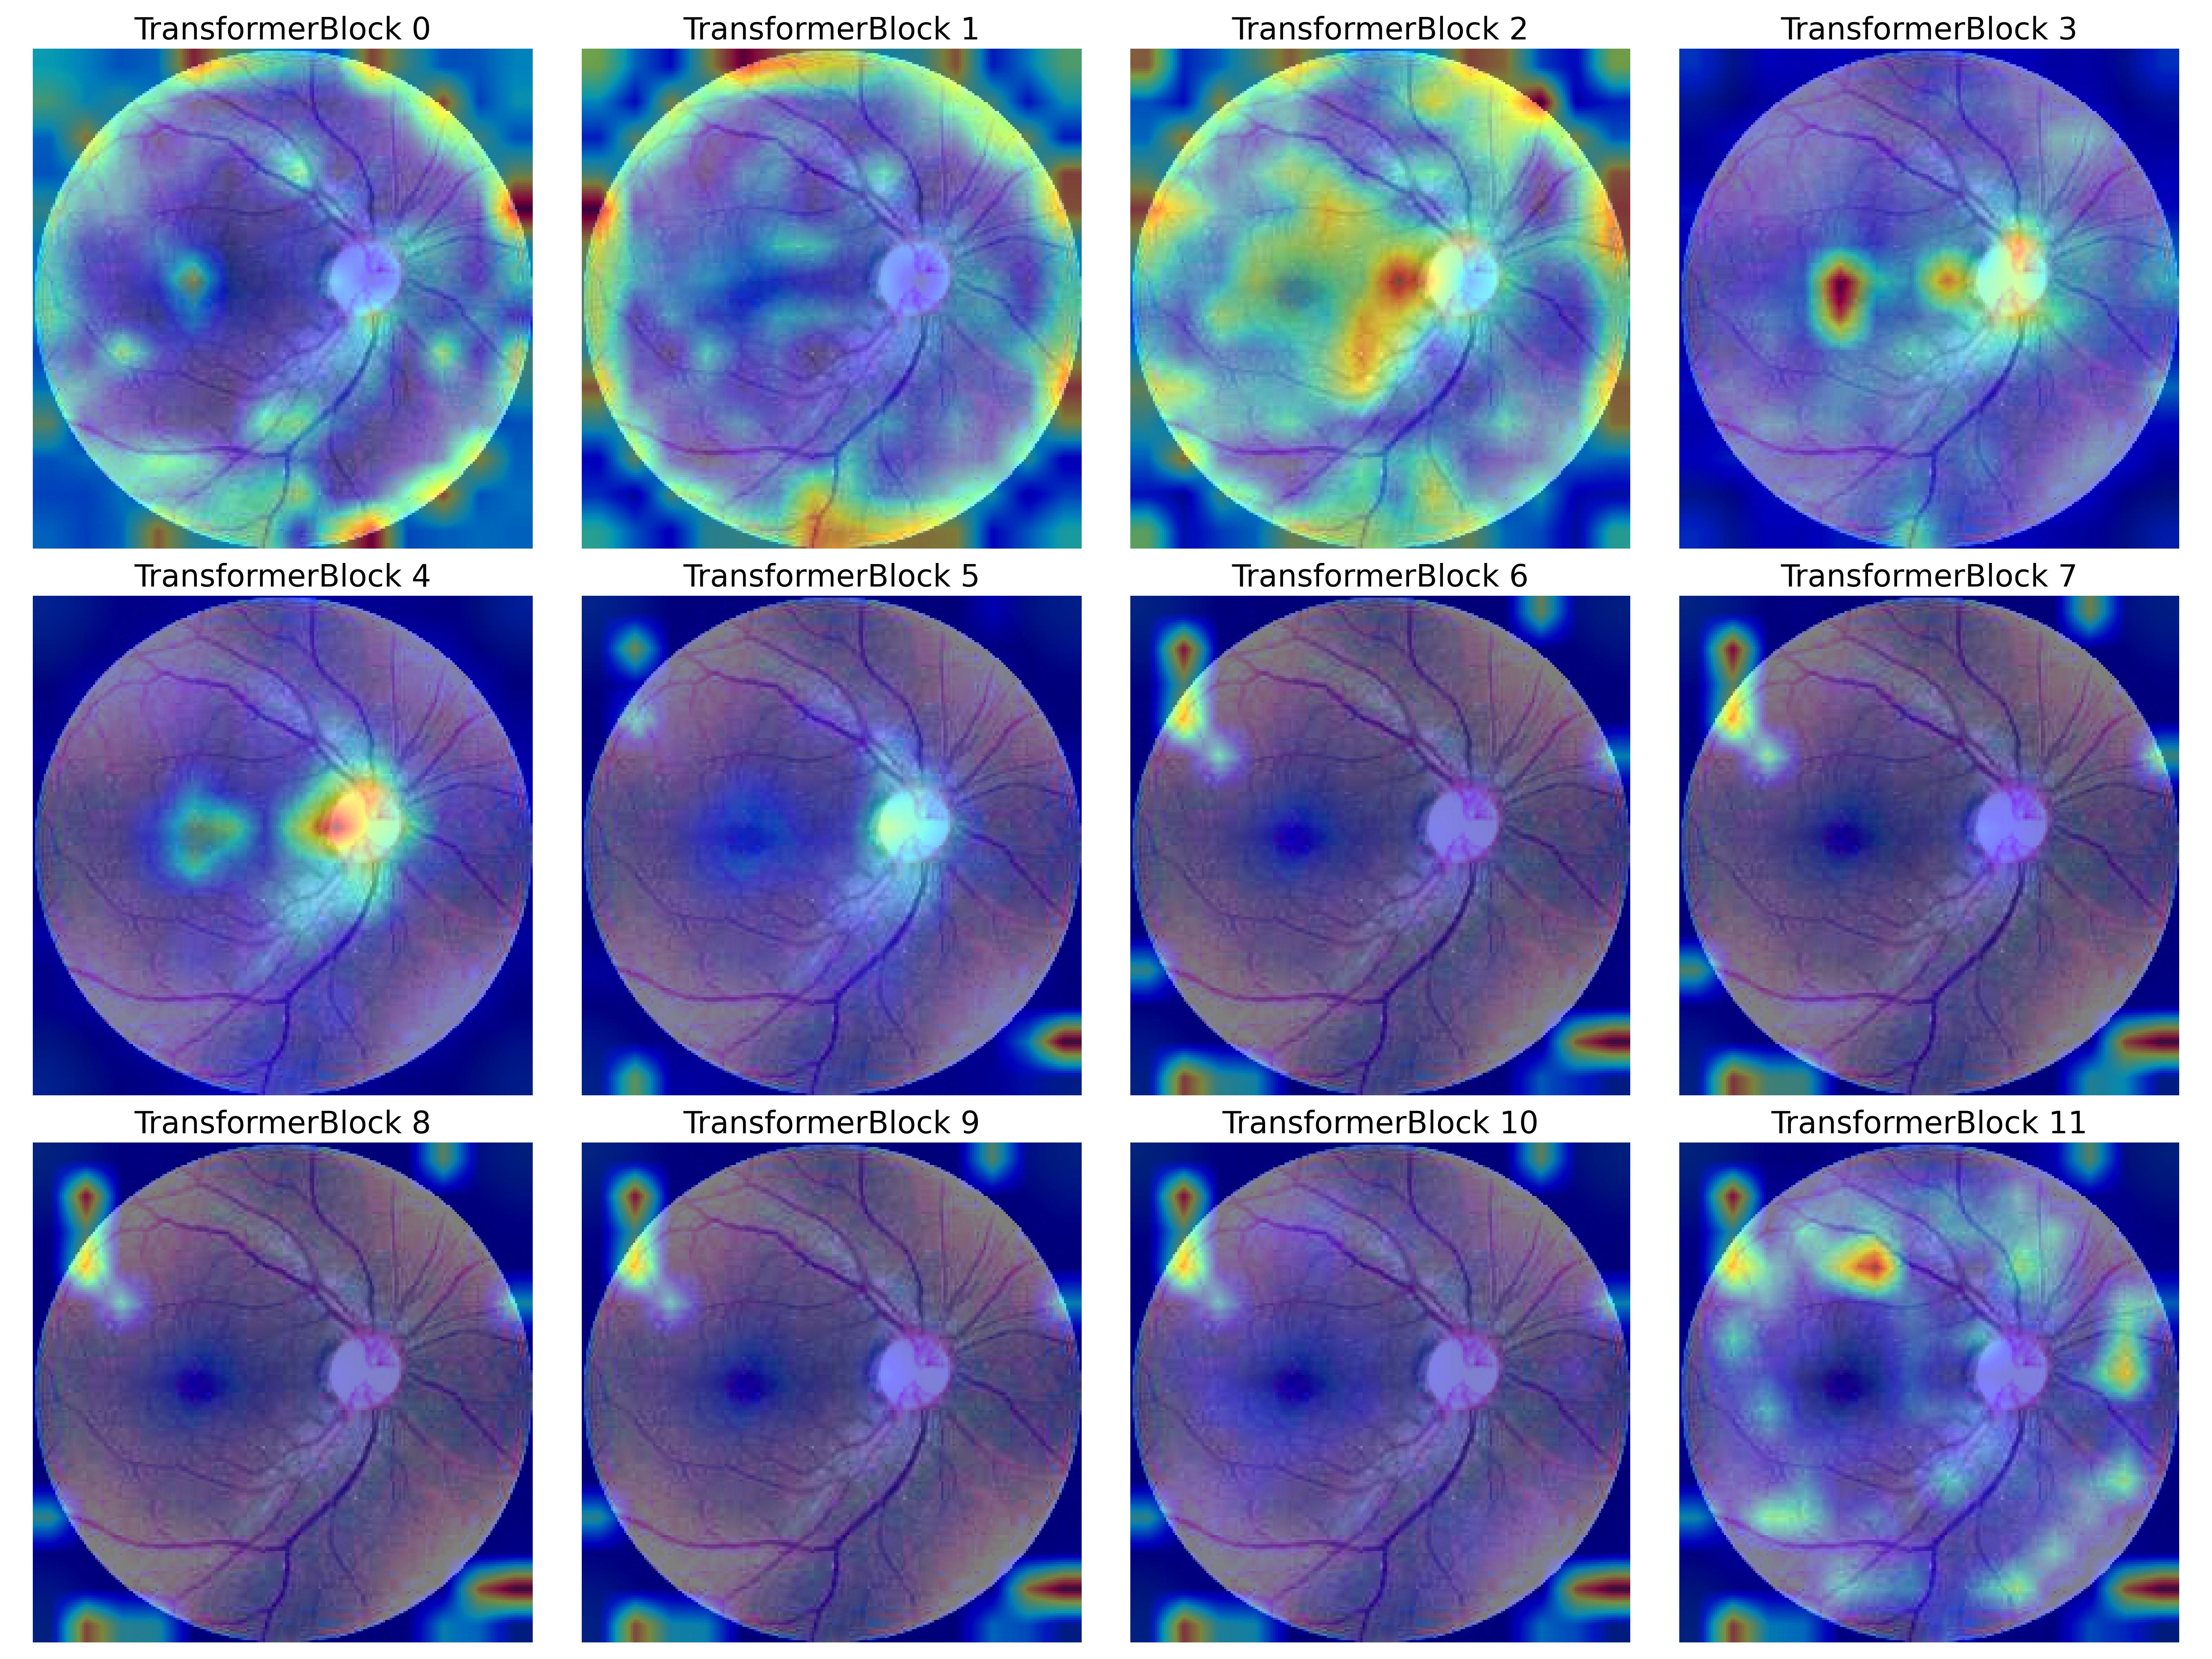 TransformerBlock 0
TransformerBlock 1
TransformerBlock 2
TransformerBlock 3
TransformerBlock 4
TransformerBlock 5
TransformerBlock 6
TransformerBlock 7
TransformerBlock 8
TransformerBlock 9
TransformerBlock 10
TransformerBlock 11